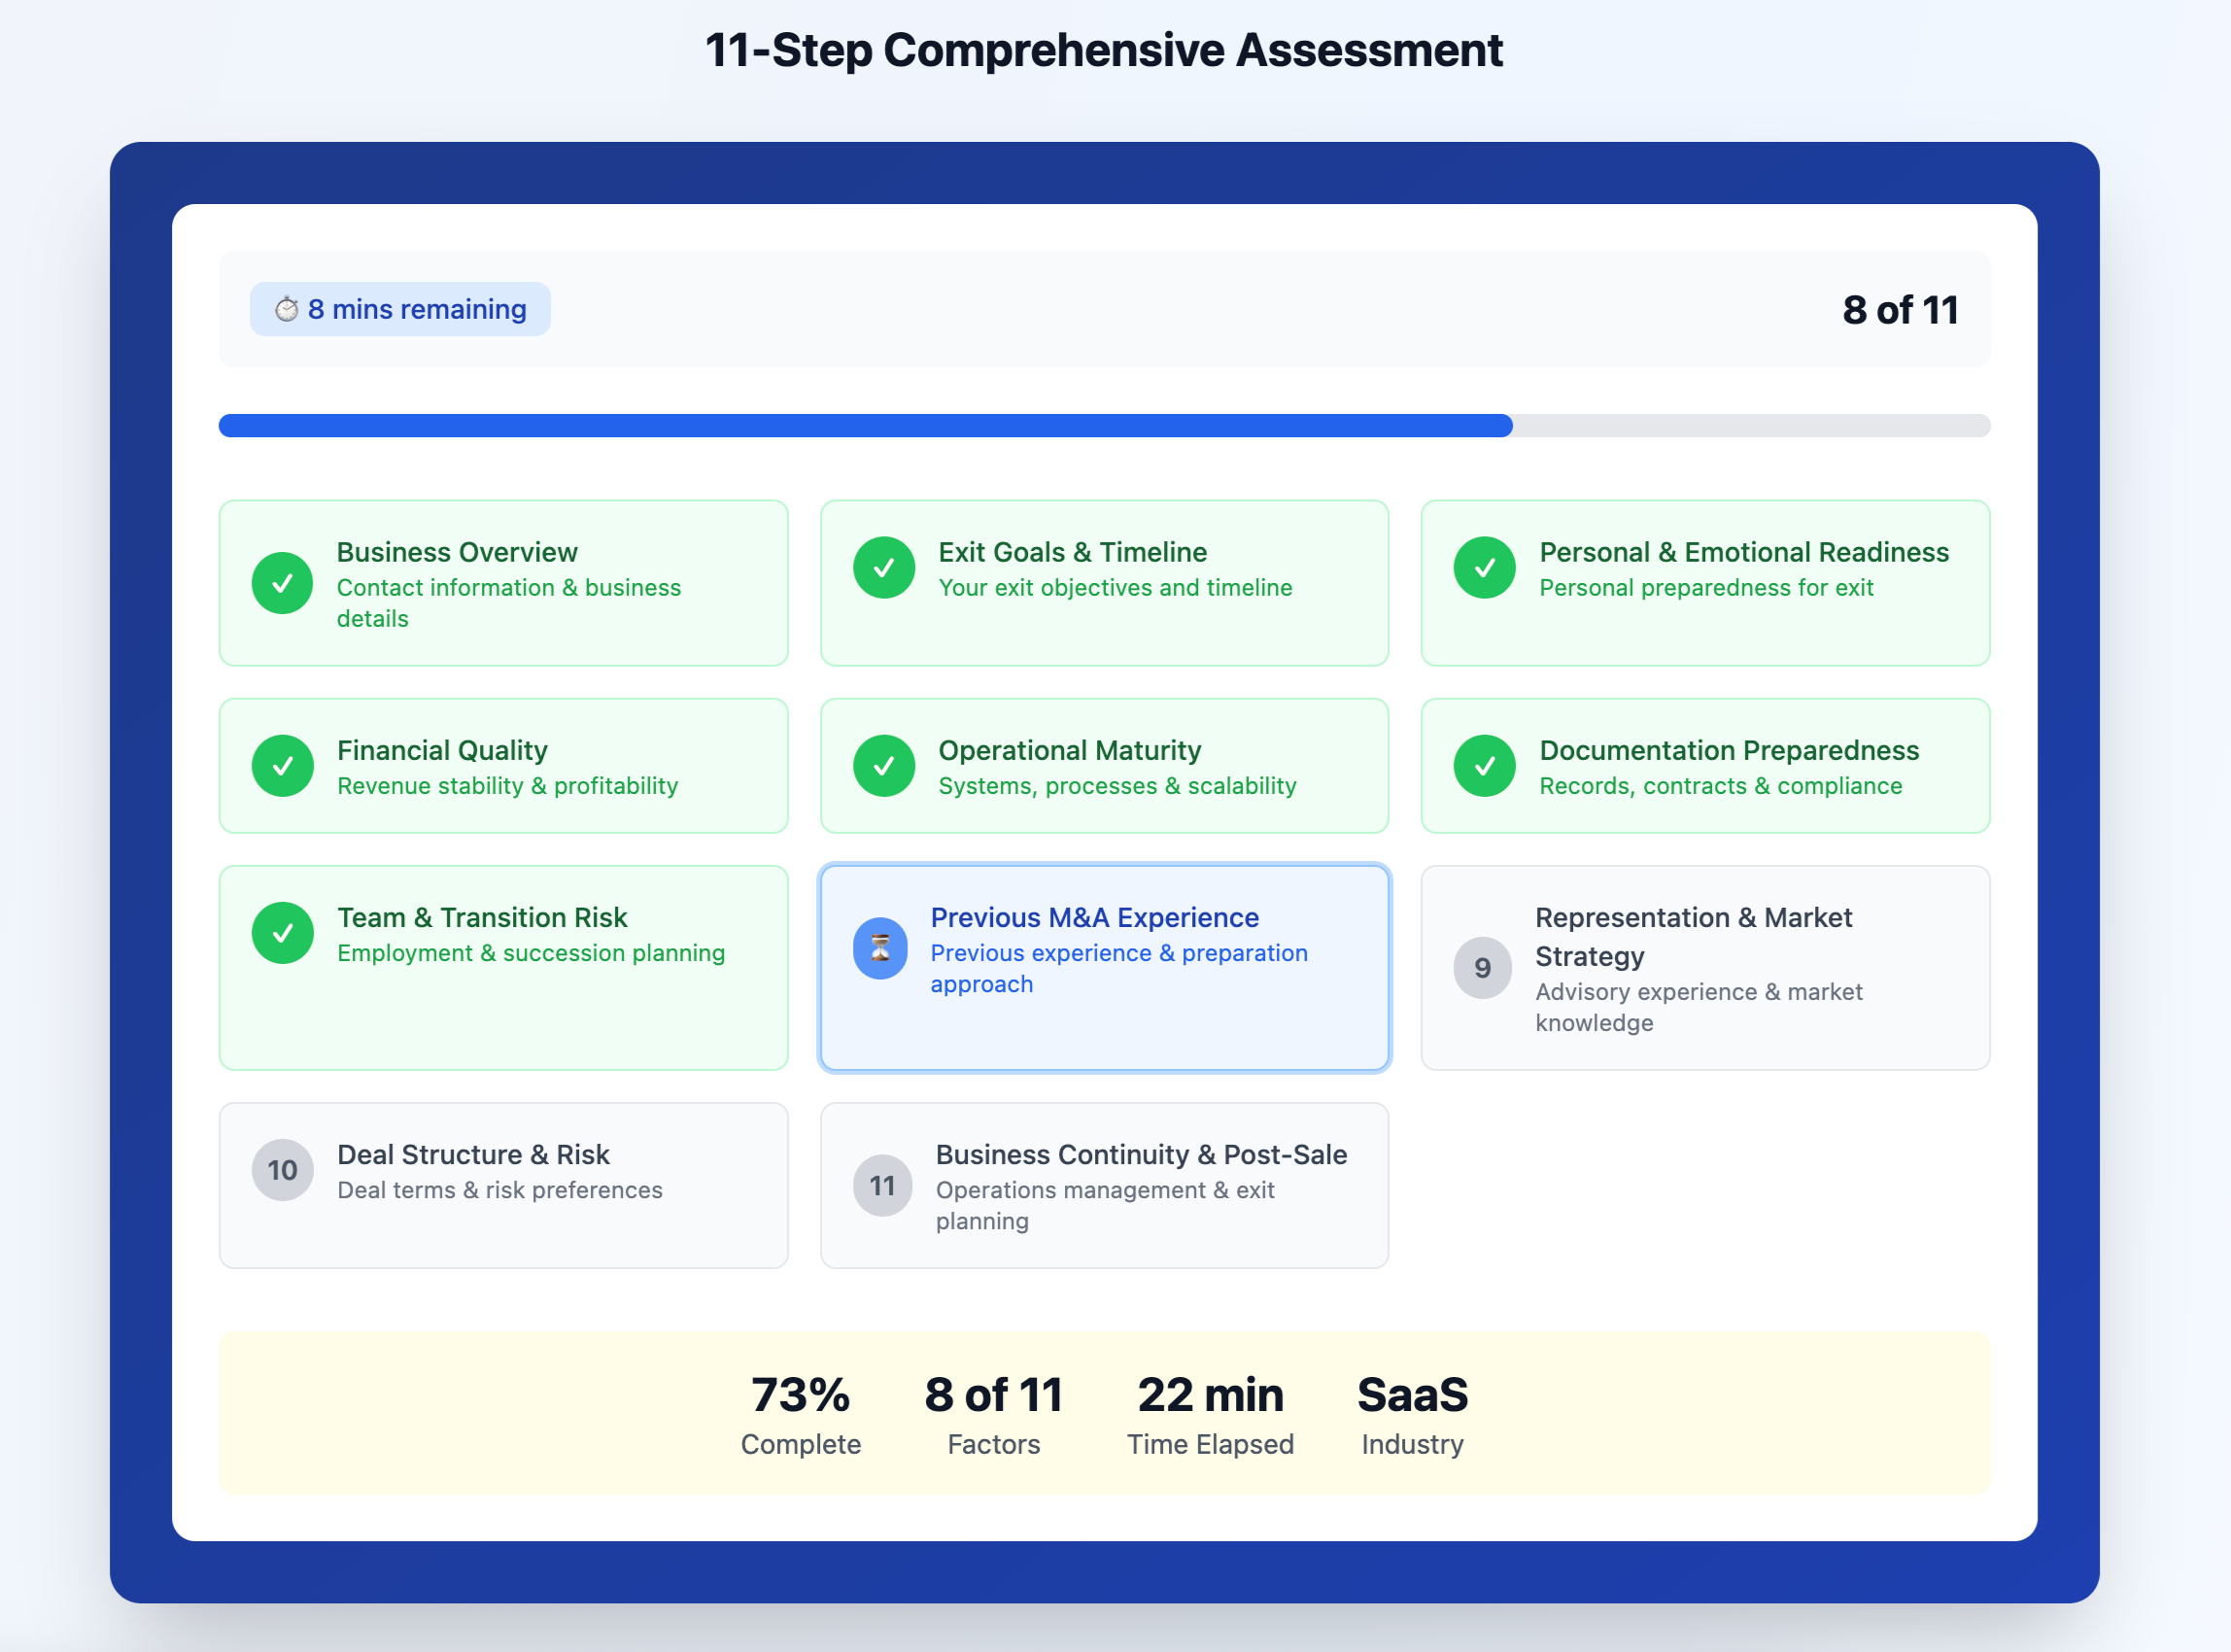 11-Step Comprehensive Assessment
8 mins remaining
8 of 11
Business Overview
Contact information & business
details
Exit Goals & Timeline
Your exit objectives and timeline
Personal & Emotional Readiness
Personal preparedness for exit
Financial Quality
Revenue stability & profitability
Operational Maturity
Systems, processes & scalability
Documentation Preparedness
Records, contracts & compliance
Team & Transition Risk
Employment & succession planning
Previous M&A Experience
Previous experience & preparation
approach
9
Representation & Market
Strategy
Advisory experience & market
knowledge
10
Deal Structure & Risk
Deal terms & risk preferences
11
Business Continuity & Post-Sale
Operations management & exit
planning
73%
Complete
8 of 11
Factors
22 min
Time Elapsed
SaaS
Industry